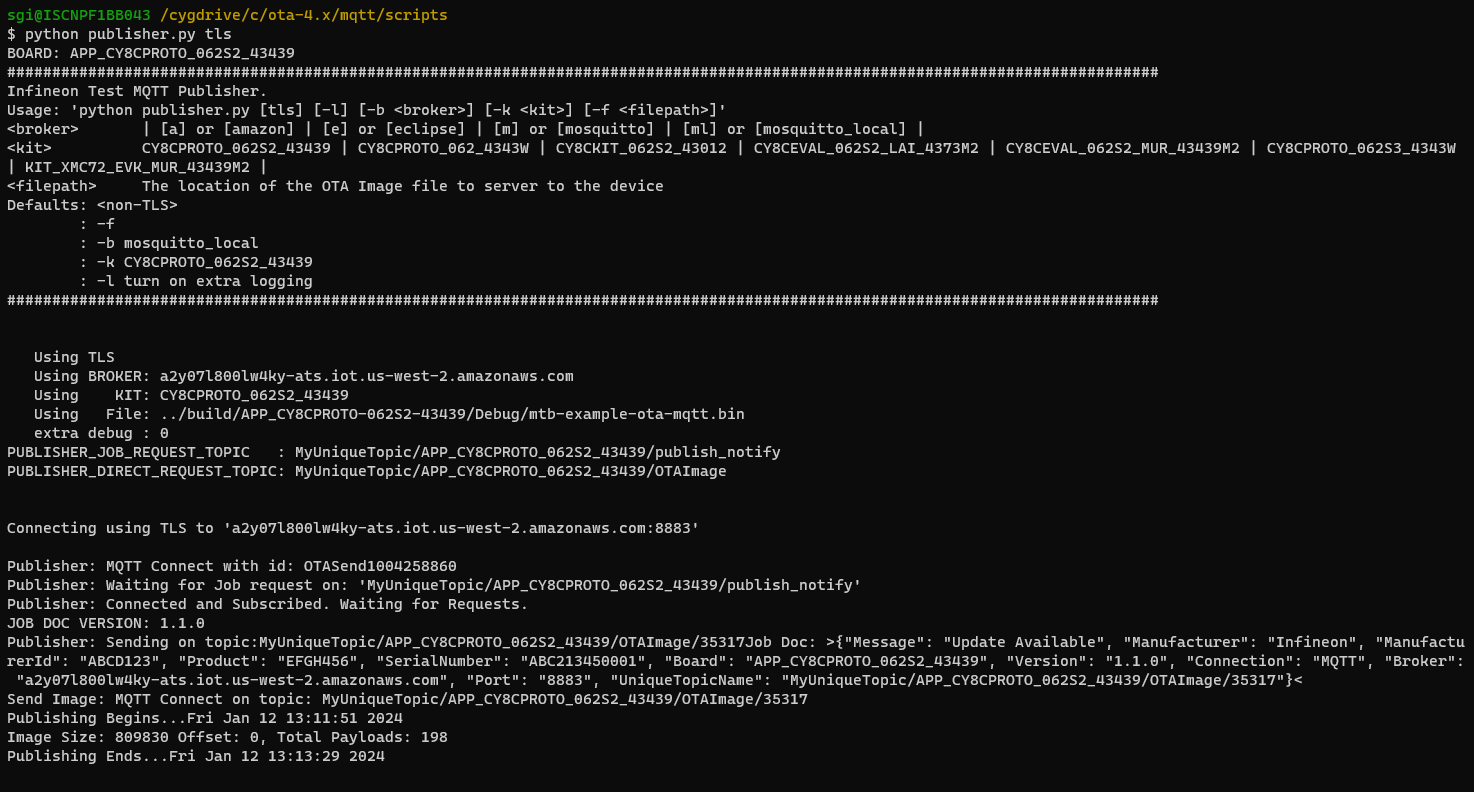 sgi@ISCNPF1BB043 /cygdrive/c/ota-4.x/mqtt/scripts
$ python publisher.py tls
BOARD: APP_CY8CPROTO_062S2_43439
################################################################################################################################
Infineon Test MQTT Publisher.
Usage: 'python publisher.py [tls] [-l] [-b <broker>] [-k <kit>] [-f <filepath>]'
<broker>       | [a] or [amazon] | [e] or [eclipse] | [m] or [mosquitto] | [ml] or [mosquitto_local] |
<kit>          CY8CPROTO_062S2_43439 | CY8CPROTO_062_4343W | CY8CKIT_062S2_43012 | CY8CEVAL_062S2_LAI_4373M2 | CY8CEVAL_062S2_MUR_43439M2 | CY8CPROTO_062S3_4343W
| KIT_XMC72_EVK_MUR_43439M2 |
<filepath>     The location of the OTA Image file to server to the device
Defaults: <non-TLS>
        : -f
        : -b mosquitto_local
        : -k CY8CPROTO_062S2_43439
        : -l turn on extra logging
################################################################################################################################
   Using TLS
   Using BROKER: a2y07l800lw4ky-ats.iot.us-west-2.amazonaws.com
   Using    KIT: CY8CPROTO_062S2_43439
   Using   File: ../build/APP_CY8CPROTO-062S2-43439/Debug/mtb-example-ota-mqtt.bin
   extra debug : 0
PUBLISHER_JOB_REQUEST_TOPIC   : MyUniqueTopic/APP_CY8CPROTO_062S2_43439/publish_notify
PUBLISHER_DIRECT_REQUEST_TOPIC: MyUniqueTopic/APP_CY8CPROTO_062S2_43439/OTAImage
Connecting using TLS to 'a2y07l800lw4ky-ats.iot.us-west-2.amazonaws.com:8883'
Publisher: MQTT Connect with id: OTASend1004258860
Publisher: Waiting for Job request on: 'MyUniqueTopic/APP_CY8CPROTO_062S2_43439/publish_notify'
Publisher: Connected and Subscribed. Waiting for Requests.
JOB DOC VERSION: 1.1.0
Publisher: Sending on topic:MyUniqueTopic/APP_CY8CPROTO_062S2_43439/OTAImage/35317Job Doc: >{"Message": "Update Available", "Manufacturer": "Infineon", "Manufactu
rerId": "ABCD123", "Product": "EFGH456", "SerialNumber": "ABC213450001", "Board": "APP_CY8CPROTO_062S2_43439", "Version": "1.1.0", "Connection": "MQTT", "Broker":
 "a2y07l800lw4ky-ats.iot.us-west-2.amazonaws.com", "Port": "8883", "UniqueTopicName": "MyUniqueTopic/APP_CY8CPROTO_062S2_43439/OTAImage/35317"}<
Send Image: MQTT Connect on topic: MyUniqueTopic/APP_CY8CPROTO_062S2_43439/OTAImage/35317
Publishing Begins...Fri Jan 12 13:11:51 2024
Image Size: 809830 Offset: 0, Total Payloads: 198
Publishing Ends...Fri Jan 12 13:13:29 2024